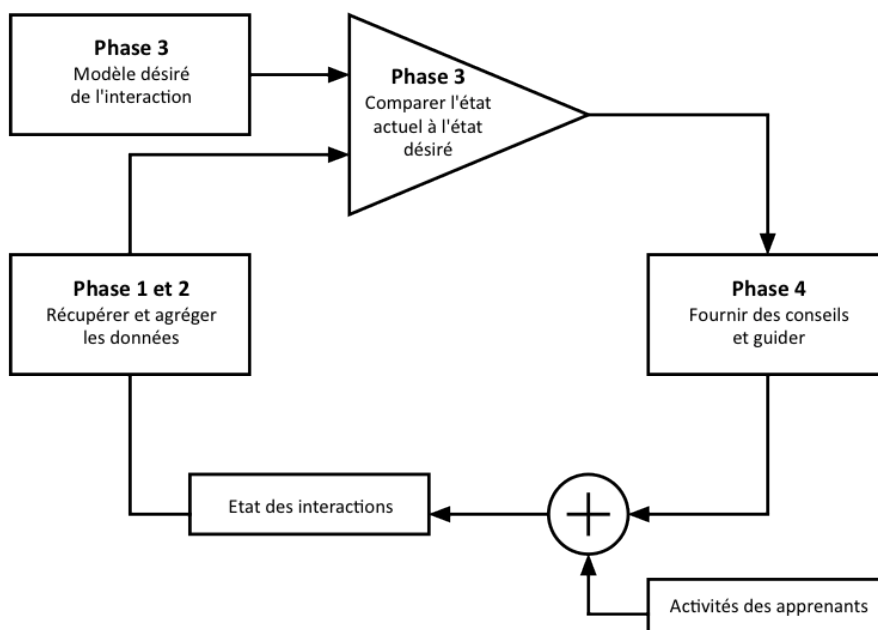 Phase 3
Modèle désiré
de l'interaction
Phase 3
Comparer l'état
actuel à l'état
désiré
Phase 1 et 2
Récupérer et agréger
les données
Phase 4
Fournir des conseils
et guider
Etat des interactions
Activités des apprenants